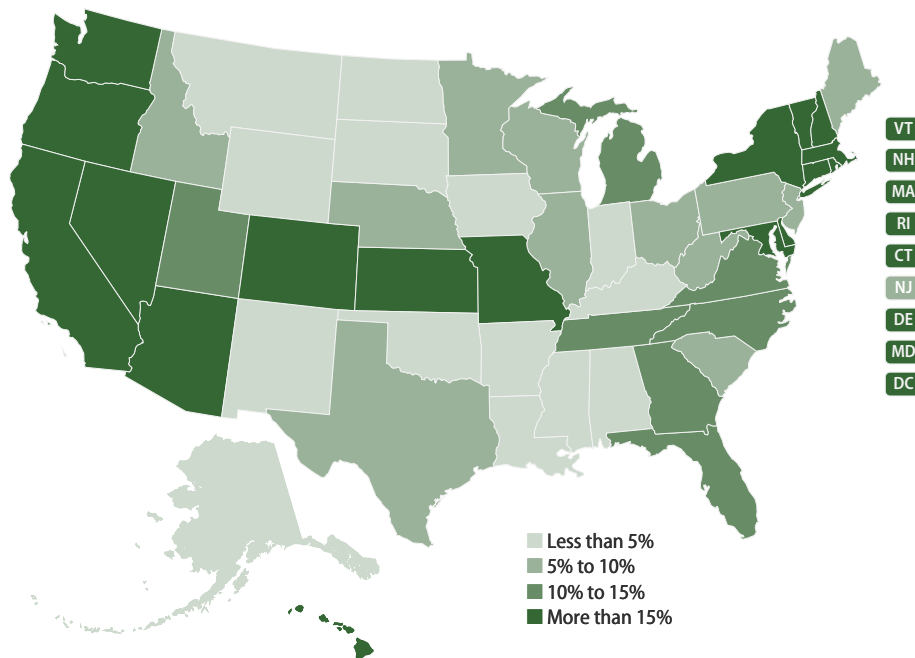 VT
NH
MA
RI
CT
NJ
DE
MD
DC
Less than 5%
5% to 10%
10% to 15%
More than 15%